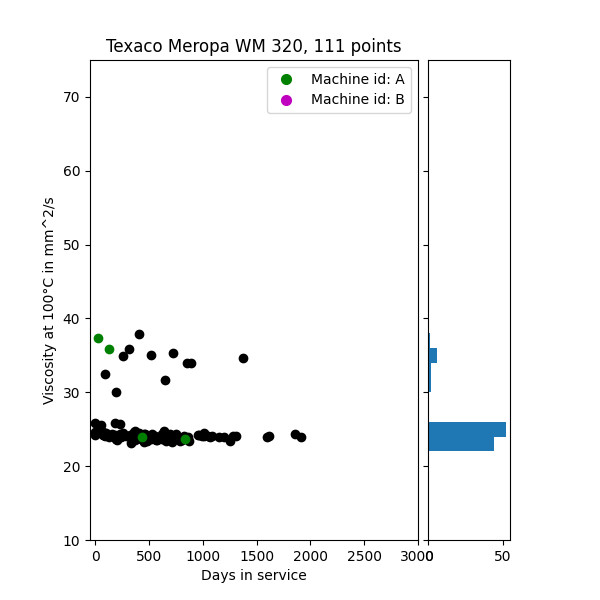 Texaco Meropa WM 320, 111 points
Machine id: A
Machine id: B
Viscosity at 100°C in mm^2/s
70
60
50
40
30
20
10
0 500 1000 1500 2000 2500 3000
0 50
Days in service